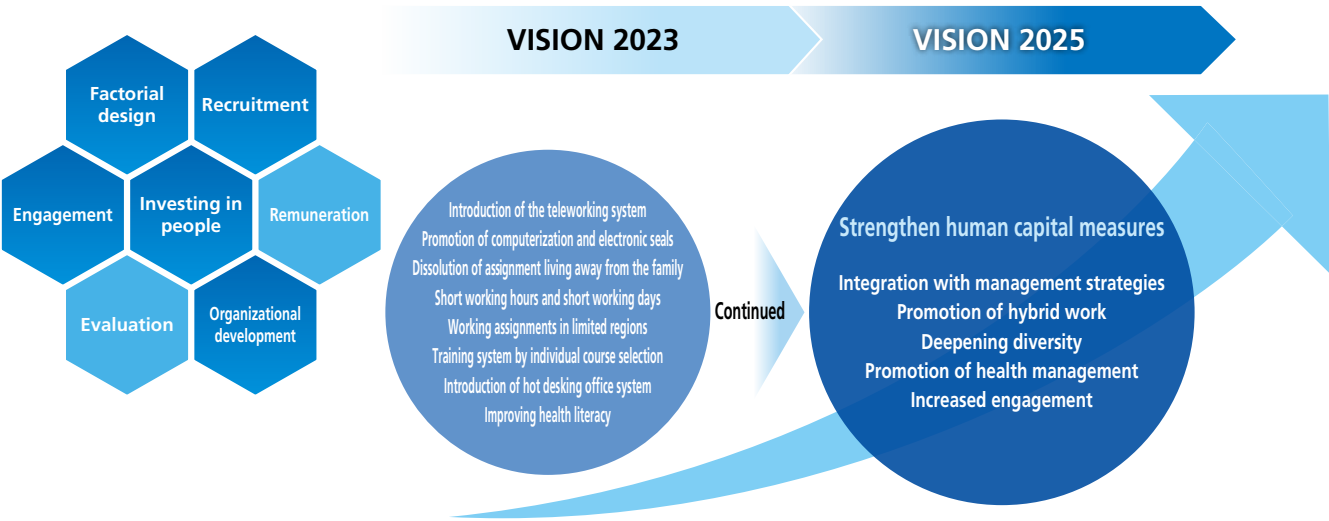 VISION 2023
VISION 2025
Factorial
design
Recruitment
Engagement
Investing in
people
Remuneration
Evaluation
Organizational
development
Introduction of the teleworking system
Promotion of computerization and electronic seals
Dissolution of assignment living away from the family
Short working hours and short working days
Working assignments in limited regions
Training system by individual course selection
Introduction of hot desking office system
Improving health literacy
Continued
Strengthen human capital measures
Integration with management strategies
Promotion of hybrid work
Deepening diversity
Promotion of health management
Increased engagement